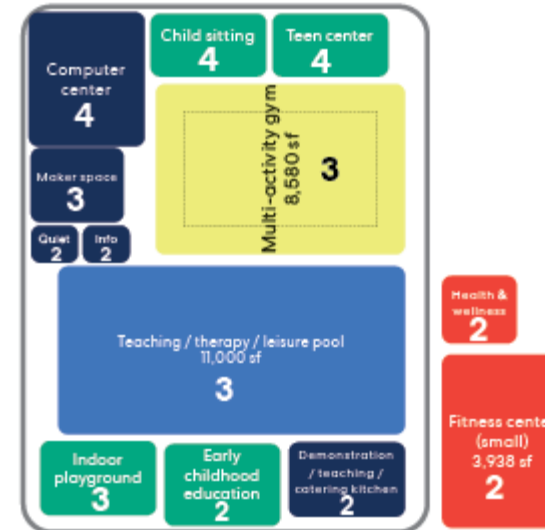 Child sitting
4
Teen center
4
Computer
center
4
Multi-activity gym
8,580 sf
3
Maker space
3
Quiet
2
Info
2
Teaching / therapy / leisure pool
11,000 sf
3
Health &
wellness
2
Fitness cente
(small)
3,938 sf
2
Indoor
playground
3
Early
childhood
education
2
Demonstration
/ teaching /
catering kitchen
2